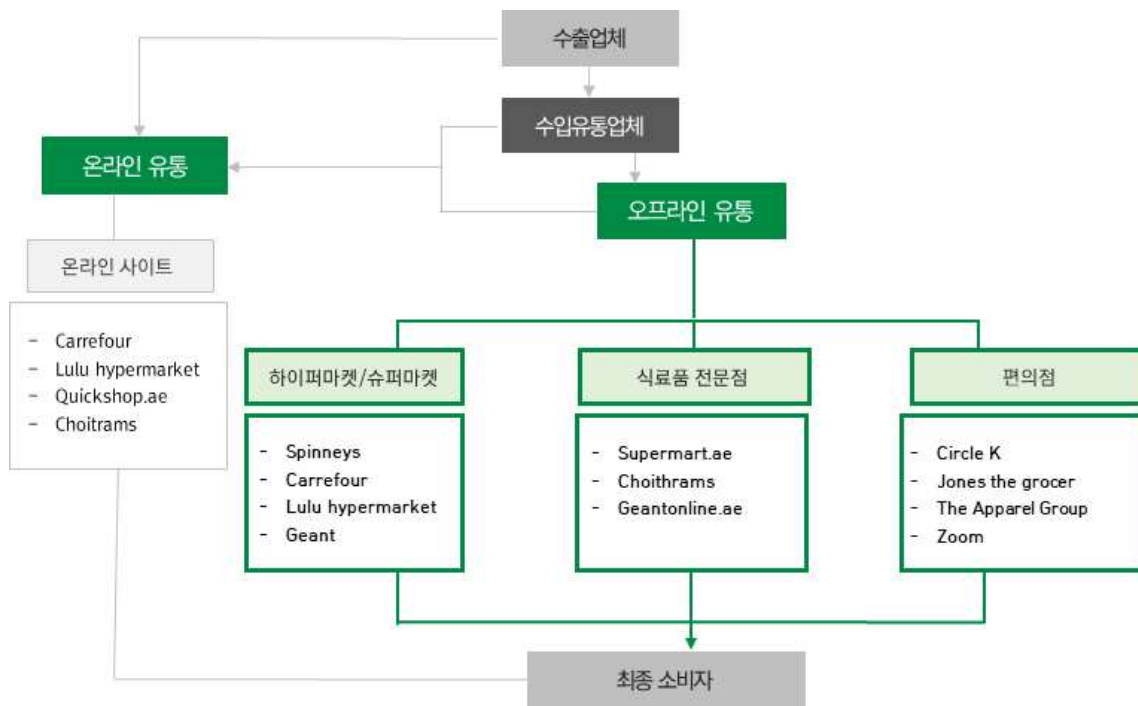 수출업체
수입유통업체
온라인 유통
오프라인 유통
온라인 사이트
- Carrefour
- Lulu hypermarket
- Quickshop.ae
- Choitrams
하이퍼마켓/슈퍼마켓
- Spinneys
- Carrefour
- Lulu hypermarket
- Geant
식료품 전문점
- Supermart.ae
- Choithrams
- Geantonline.ae
편의점
- Circle K
- Jones the grocer
- The Apparel Group
- Zoom
최종 소비자